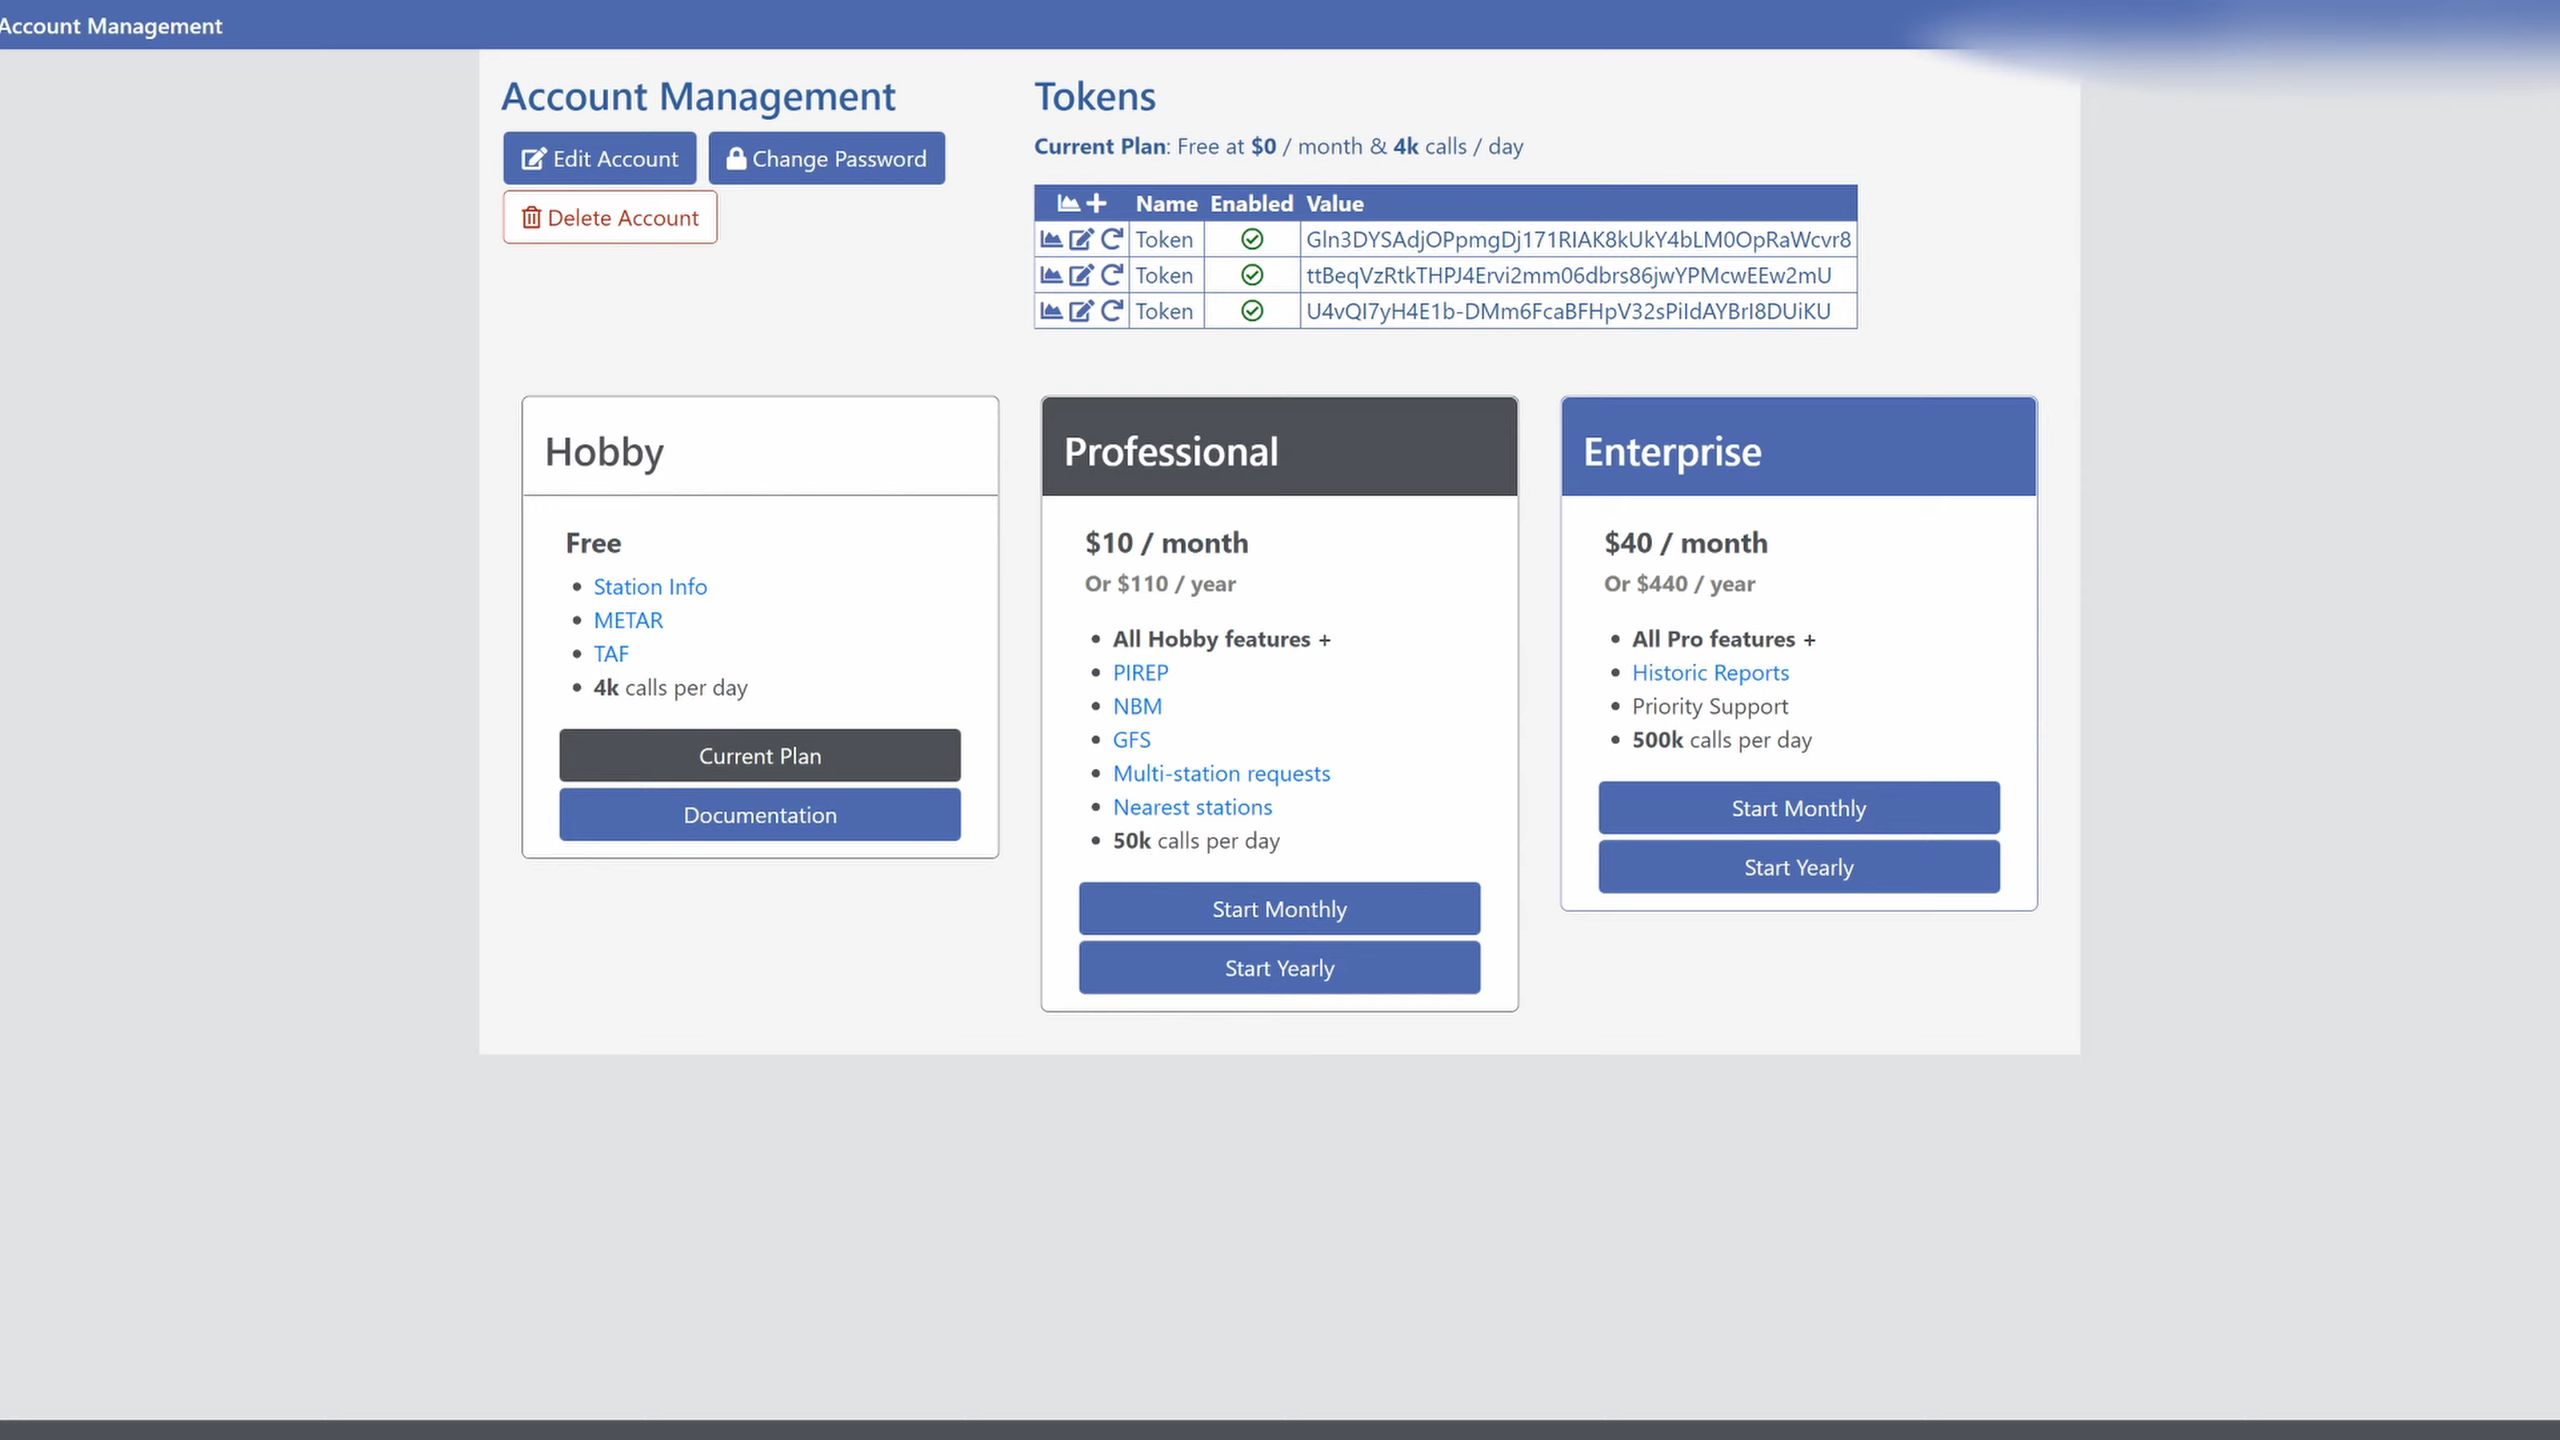 Account Management
Account Management
Edit Account
Change Password
Delete Account
Tokens
Current Plan: Free at $0 / month & 4k calls / day
Name Enabled Value
Token Gln3DYSAdjOPpmgDj171RIAK8kUkY4bLM0OpRaWcvr8
Token ttBeqVzRtkTHPJ4Ervi2mm06dbrs86jwYPMcwEEw2mU
Token U4vQI7yH4E1b-DMm6FcaBFHpV32sPiIdAYBrI8DUiKU
Hobby
Free
Station Info
METAR
TAF
4k calls per day
Current Plan
Documentation
Professional
$10 / month
Or $110 / year
All Hobby features +
PIREP
NBM
GFS
Multi-station requests
Nearest stations
50k calls per day
Start Monthly
Start Yearly
Enterprise
$40 / month
Or $440 / year
All Pro features +
Historic Reports
Priority Support
500k calls per day
Start Monthly
Start Yearly